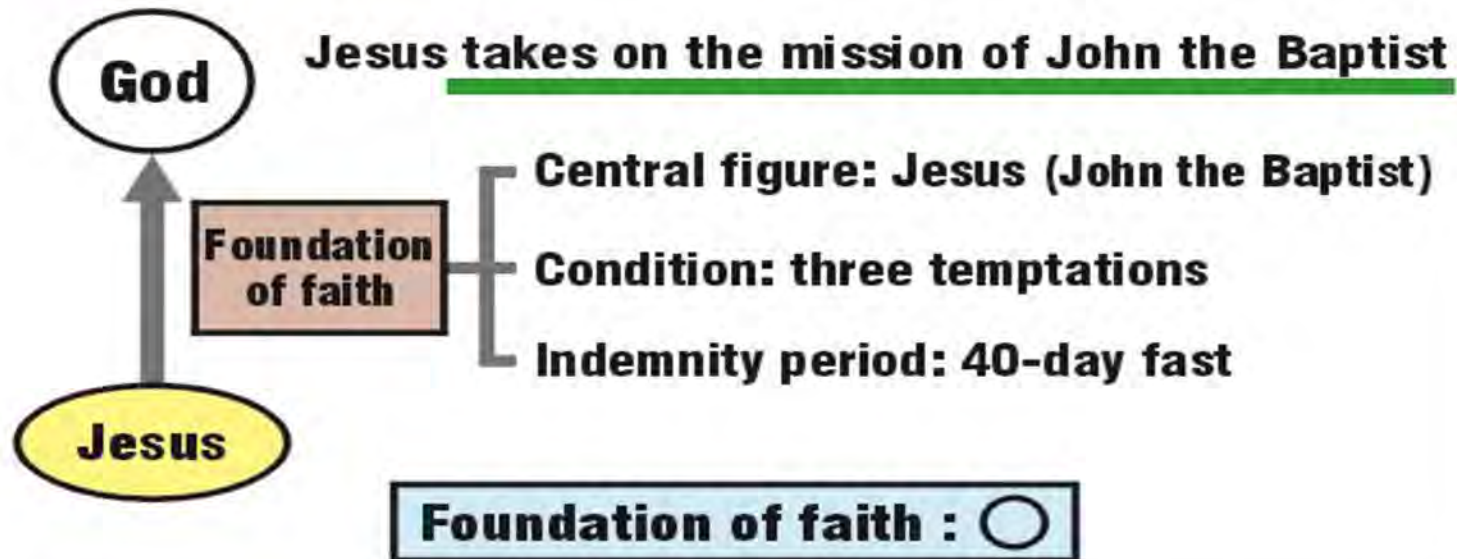 God
Jesus takes on the mission of John the Baptist
Central figure: Jesus (John the Baptist)
Foundation
of faith
Condition: three temptations
Indemnity period: 40-day fast
Jesus
Foundation of faith : ○